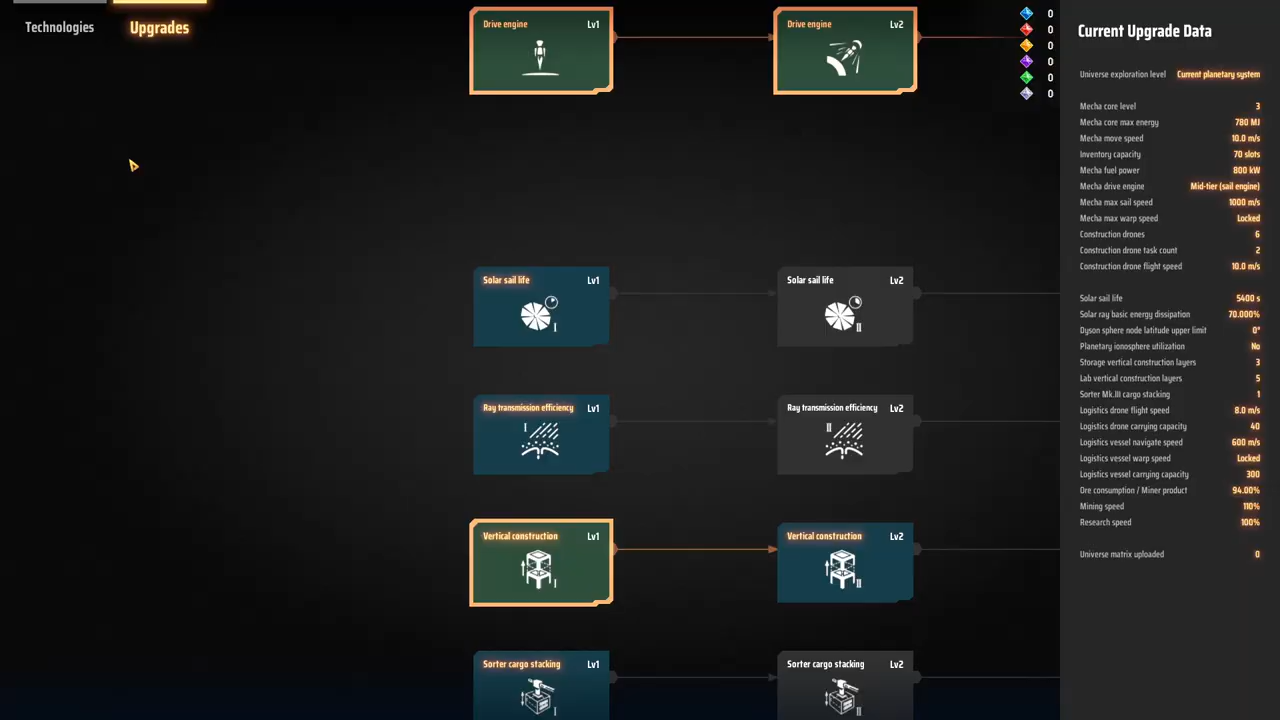 Technologies
Upgrades
Drive engine Lv1
Drive engine Lv2
0
0
0
0
0
0
Solar sail life Lv1
I
Solar sail life Lv2
II
Ray transmission efficiency Lv1
I
Ray transmission efficiency Lv2
II
Vertical construction Lv1
I
Vertical construction Lv2
II
Sorter cargo stacking Lv1
I
Sorter cargo stacking Lv2
II
Current Upgrade Data
Universe exploration level Current planetary system
Mecha core level 3
Mecha core max energy 780 MJ
Mecha move speed 10.0 m/s
Inventory capacity 70 slots
Mecha fuel power 800 kW
Mecha drive engine Mid-tier (sail engine)
Mecha max sail speed 1000 m/s
Mecha max warp speed Locked
Construction drones 6
Construction drone task count 2
Construction drone flight speed 10.0 m/s
Solar sail life 5400 s
Solar ray basic energy dissipation 70.000%
Dyson sphere node latitude upper limit 0°
Planetary ionosphere utilization No
Storage vertical construction layers 3
Lab vertical construction layers 5
Sorter Mk.III cargo stacking 1
Logistics drone flight speed 8.0 m/s
Logistics drone carrying capacity 40
Logistics vessel navigate speed 600 m/s
Logistics vessel warp speed Locked
Logistics vessel carrying capacity 300
Ore consumption / Miner product 94.00%
Mining speed 110%
Research speed 100%
Universe matrix uploaded 0